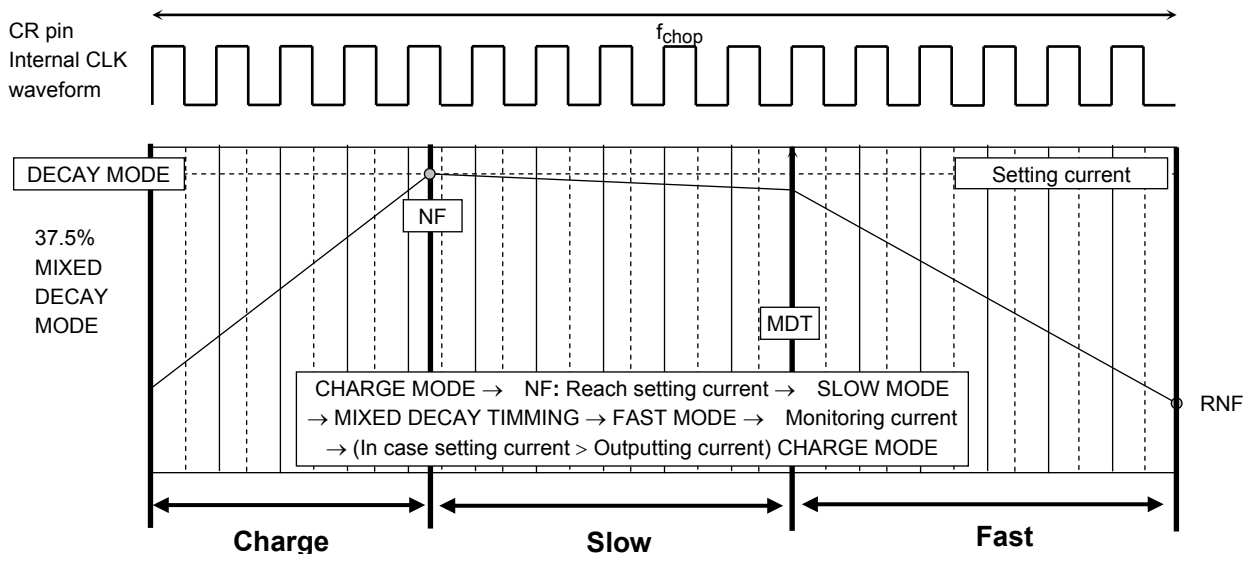 CR pin
Internal CLK
waveform
fchop
DECAY MODE
Setting current
NF
37.5%
MIXED
DECAY
MODE
MDT
CHARGE MODE → NF: Reach setting current → SLOW MODE
→ MIXED DECAY TIMMING → FAST MODE → Monitoring current
→ (In case setting current > Outputting current) CHARGE MODE
RNF
Charge
Slow
Fast